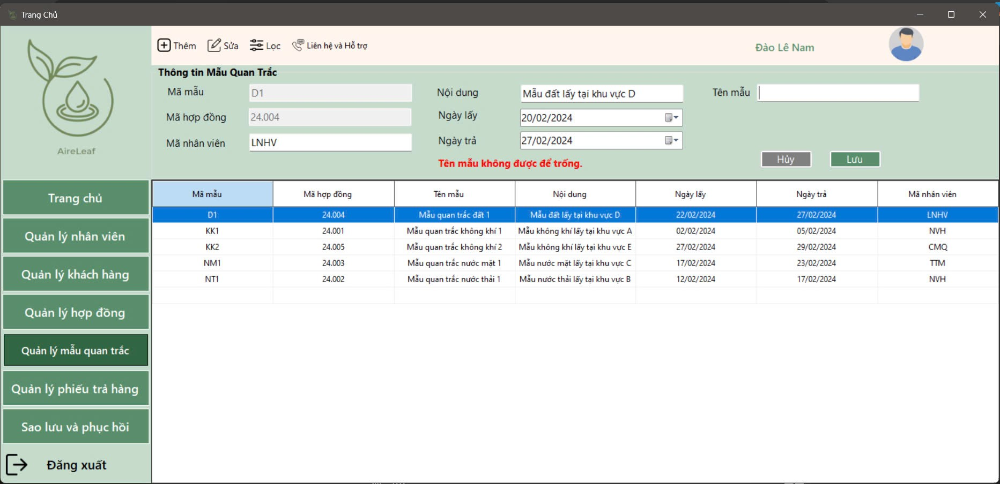 Trang Chủ
Thêm Sửa Lọc Liên hệ và Hỗ trợ Đào Lê Nam
AireLeaf
Thông tin Mẫu Quan Trắc
Mã mẫu D1 Nội dung Mẫu đất lấy tại khu vực D Tên mẫu
Mã hợp đồng 24.004 Ngày lấy 20/02/2024
Mã nhân viên LNHV Ngày trả 27/02/2024
Tên mẫu không được để trống. Hủy Lưu
Trang chủ
Quản lý nhân viên
Quản lý khách hàng
Quản lý hợp đồng
Quản lý mẫu quan trắc
Quản lý phiếu trả hàng
Sao lưu và phục hồi
Đăng xuất
Mã mẫu Mã hợp đồng Tên mẫu Nội dung Ngày lấy Ngày trả Mã nhân viên
D1 24.004 Mẫu quan trắc đất 1 Mẫu đất lấy tại khu vực D 22/02/2024 27/02/2024 LNHV
KK1 24.001 Mẫu quan trắc không khí 1 Mẫu không khí lấy tại khu vực A 02/02/2024 05/02/2024 NVH
KK2 24.005 Mẫu quan trắc không khí 2 Mẫu không khí lấy tại khu vực E 27/02/2024 29/02/2024 CMQ
NM1 24.003 Mẫu quan trắc nước mặt 1 Mẫu nước mặt lấy tại khu vực C 17/02/2024 23/02/2024 TTM
NT1 24.002 Mẫu quan trắc nước thải 1 Mẫu nước thải lấy tại khu vực B 12/02/2024 17/02/2024 NVH